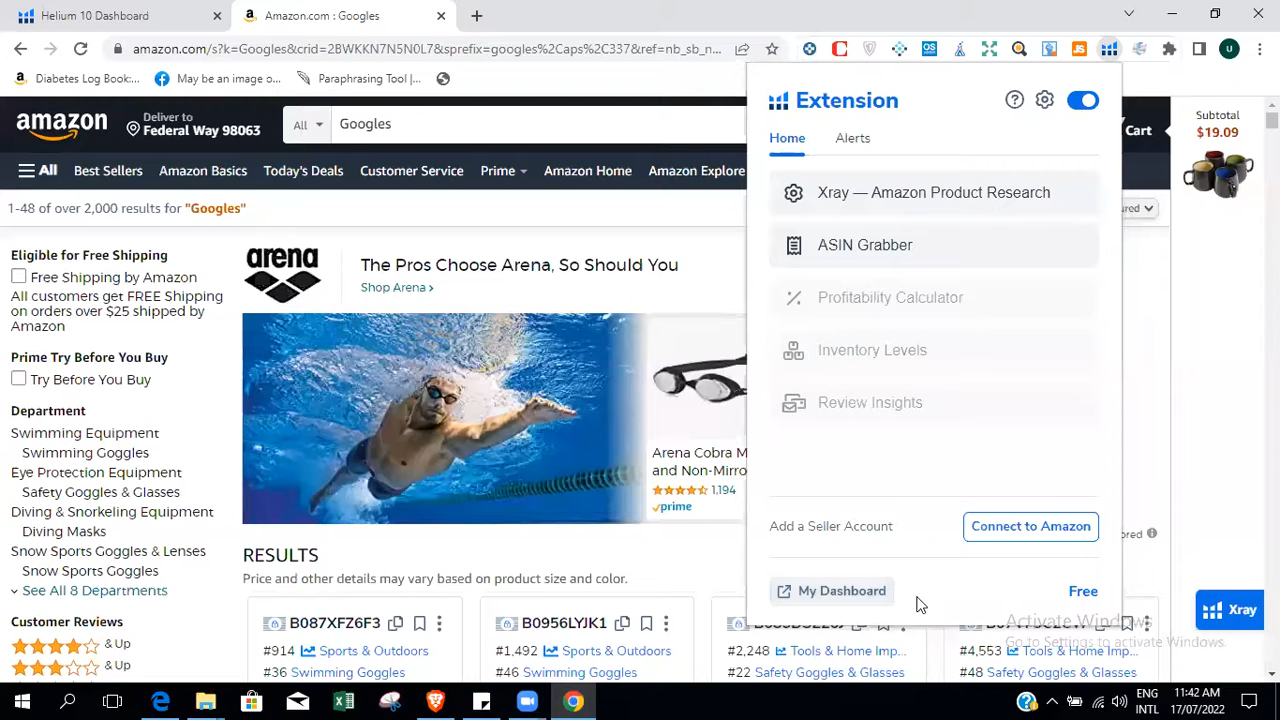 Helium 10 Dashboard
Amazon.com : Googles
amazon.com/s?k=Googles&crid=2BWKKN7N5N0L7&sprefix=googles%2Caps%2C337&ref=nb_sb_n...
Diabetes Log Book:...
May be an image o...
Paraphrasing Tool |...
amazon
Deliver to
Federal Way 98063
All
Googles
Cart
All
Best Sellers
Amazon Basics
Today's Deals
Customer Service
Prime
Amazon Home
Amazon Explore
1-48 of over 2,000 results for "Googles"
Extension
Home
Alerts
Xray — Amazon Product Research
ASIN Grabber
Profitability Calculator
Inventory Levels
Review Insights
Add a Seller Account
Connect to Amazon
My Dashboard
Free
Subtotal
$19.09
Eligible for Free Shipping
Free Shipping by Amazon
All customers get FREE Shipping
on orders over $25 shipped by
Amazon
Prime Try Before You Buy
Try Before You Buy
Department
Swimming Equipment
Swimming Goggles
Eye Protection Equipment
Safety Goggles & Glasses
Diving & Snorkeling Equipment
Diving Masks
Snow Sports Goggles & Lenses
Snow Sports Goggles
See All 8 Departments
Customer Reviews
& Up
& Up
arena
The Pros Choose Arena, So Should You
Shop Arena ›
Arena Cobra M
and Non-Mirro
1,194
prime
RESULTS
Price and other details may vary based on product size and color.
B087XFZ6F3
#914 Sports & Outdoors
#36 Swimming Goggles
B0956LYJK1
#1,492 Sports & Outdoors
#42 Swimming Goggles
#2,248 Tools & Home Imp...
#22 Safety Goggles & Glasses
#4,553 Tools & Home Imp...
#48 Safety Goggles & Glasses
Xray
Activate Windows
Go to Settings to activate Windows.
ENG
INTL
11:42 AM
17/07/2022